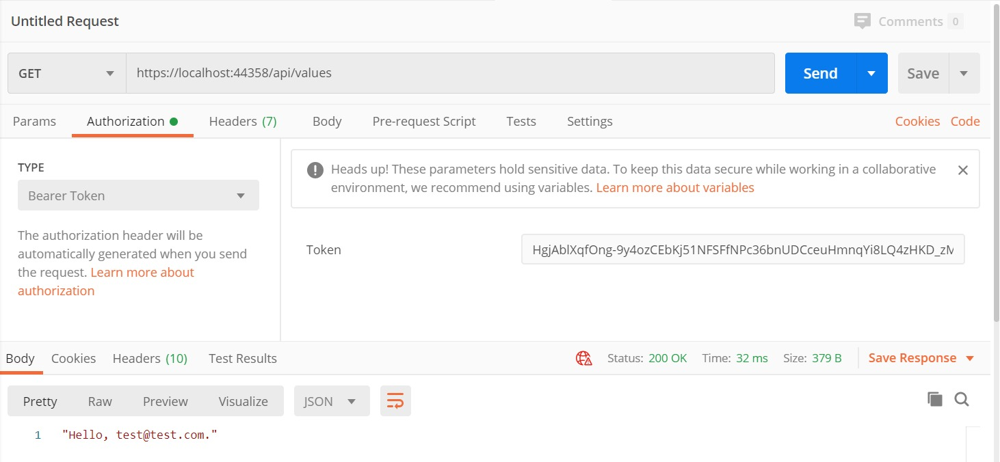 Untitled Request
Comments 0
GET
https://localhost:44358/api/values
Send
Save
Params Authorization Headers (7) Body Pre-request Script Tests Settings Cookies Code
TYPE
Bearer Token
The authorization header will be
automatically generated when you send
the request. Learn more about
authorization
Heads up! These parameters hold sensitive data. To keep this data secure while working in a collaborative
environment, we recommend using variables. Learn more about variables
Token
HgjAblXqfOng-9y4ozCEbKj51NFSFfNPc36bnUDCceuHmnqYi8LQ4zHKD_zM
Body Cookies Headers (10) Test Results Status: 200 OK Time: 32 ms Size: 379 B Save Response
Pretty Raw Preview Visualize JSON
1 "Hello, test@test.com."